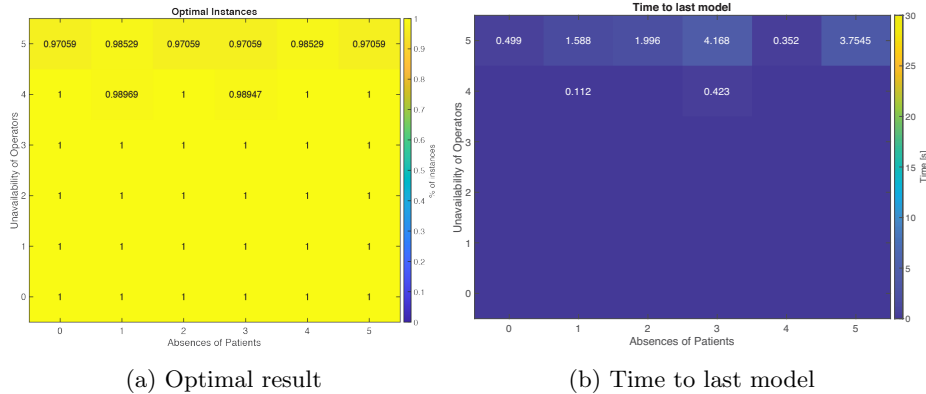 Optimal Instances
5 0.97059 0.98529 0.97059 0.97059 0.98529 0.97059
4 1 0.98969 1 0.98947 1 1
3 1 1 1 1 1 1
2 1 1 1 1 1 1
1 1 1 1 1 1 1
0 1 1 1 1 1 1
0 1 2 3 4 5
Absences of Patients
Unavailability of Operators
1
0.9
0.8
0.7
0.6
0.5
0.4
0.3
0.2
0.1
0
% of instances
(a) Optimal result
Time to last model
5 0.499 1.588 1.996 4.168 0.352 3.7545
4 0.112 0.423
3
2
1
0
0 1 2 3 4 5
Absences of Patients
Unavailability of Operators
30
25
20
15
10
5
0
Time [s]
(b) Time to last model